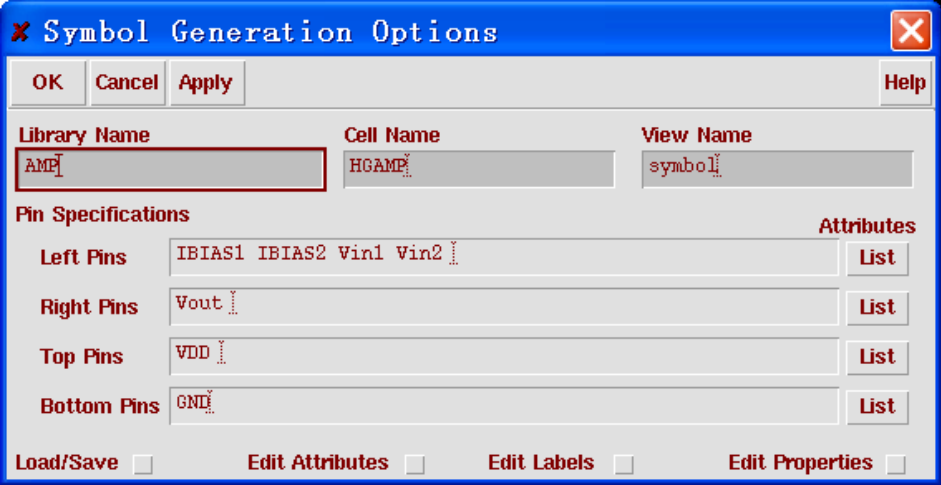 Symbol Generation Options
OK Cancel Apply Help
Library Name Cell Name View Name
AMP HGAMP symbol
Pin Specifications
Attributes
Left Pins IBIAS1 IBIAS2 Vin1 Vin2 List
Right Pins Vout List
Top Pins VDD List
Bottom Pins GND List
Load/Save Edit Attributes Edit Labels Edit Properties